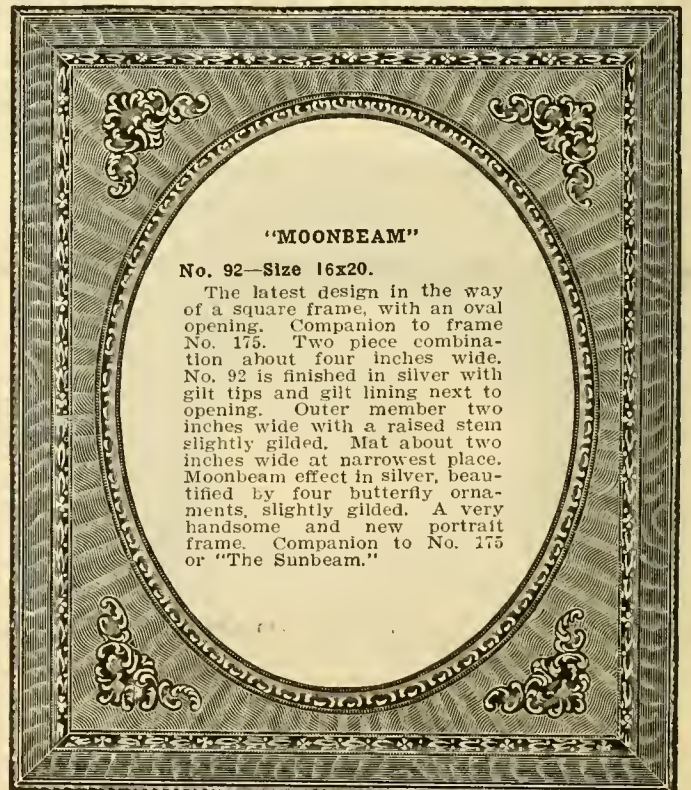 "MOONBEAM"
No. 92—Size 16x20.
The latest design in the way
of a square frame, with an oval
opening. Companion to frame
No. 175. Two piece combina-
tion about four inches wide.
No. 92 is finished in silver with
gilt tips and gilt lining next to
opening. Outer member two
inches wide with a raised stem
slightly gilded. Mat about two
inches wide at narrowest place.
Moonbeam effect in silver, beau-
tified by four butterfly orna-
ments, slightly gilded. A very
handsome and new portrait
frame. Companion to No. 175
or "The Sunbeam."